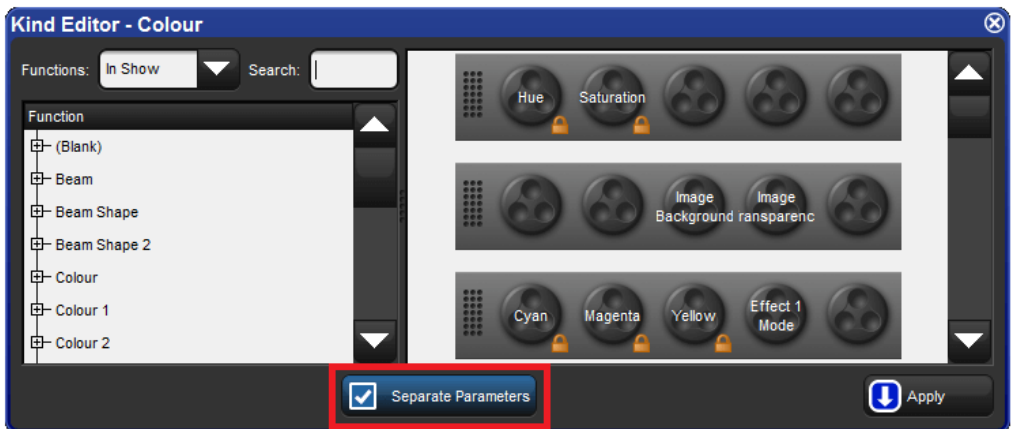 Kind Editor - Colour
Functions: In Show Search:
Function
(Blank)
Beam
Beam Shape
Beam Shape 2
Colour
Colour 1
Colour 2
Hue Saturation
Image Image
Background ransparenc
Cyan Magenta Yellow Effect 1
Mode
Separate Parameters
Apply